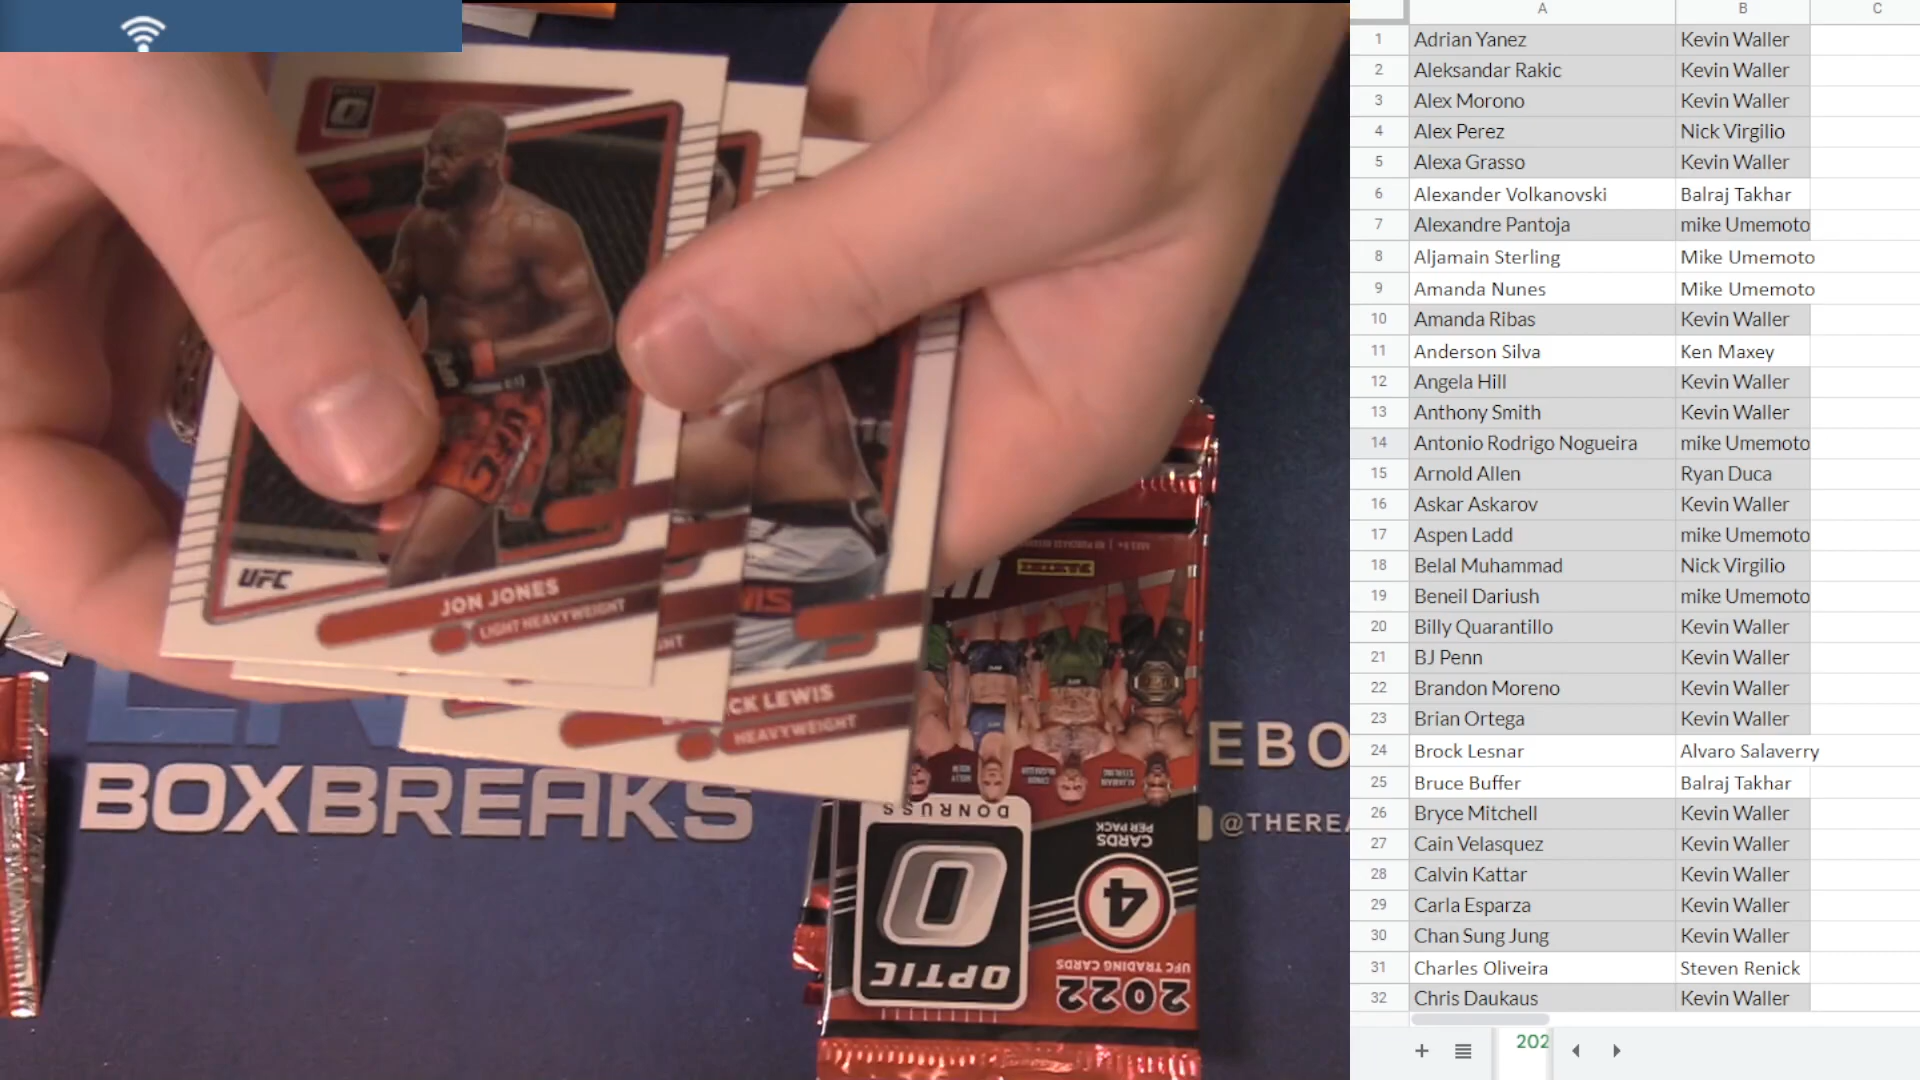 UFC
JON JONES
LIGHT HEAVYWEIGHT
CK LEWIS
HEAVYWEIGHT
BOXBREAKS
EBO
@THEREA
DONRUSS
OPTIC
4
CARDS
PER PACK
2022
UFC TRADING CARDS
A B C
1 Adrian Yanez Kevin Waller
2 Aleksandar Rakic Kevin Waller
3 Alex Morono Kevin Waller
4 Alex Perez Nick Virgilio
5 Alexa Grasso Kevin Waller
6 Alexander Volkanovski Balraj Takhar
7 Alexandre Pantoja mike Umemoto
8 Aljamain Sterling Mike Umemoto
9 Amanda Nunes Mike Umemoto
10 Amanda Ribas Kevin Waller
11 Anderson Silva Ken Maxey
12 Angela Hill Kevin Waller
13 Anthony Smith Kevin Waller
14 Antonio Rodrigo Nogueira mike Umemoto
15 Arnold Allen Ryan Duca
16 Askar Askarov Kevin Waller
17 Aspen Ladd mike Umemoto
18 Belal Muhammad Nick Virgilio
19 Beneil Dariush mike Umemoto
20 Billy Quarantillo Kevin Waller
21 BJ Penn Kevin Waller
22 Brandon Moreno Kevin Waller
23 Brian Ortega Kevin Waller
24 Brock Lesnar Alvaro Salaverry
25 Bruce Buffer Balraj Takhar
26 Bryce Mitchell Kevin Waller
27 Cain Velasquez Kevin Waller
28 Calvin Kattar Kevin Waller
29 Carla Esparza Kevin Waller
30 Chan Sung Jung Kevin Waller
31 Charles Oliveira Steven Renick
32 Chris Daukaus Kevin Waller
202